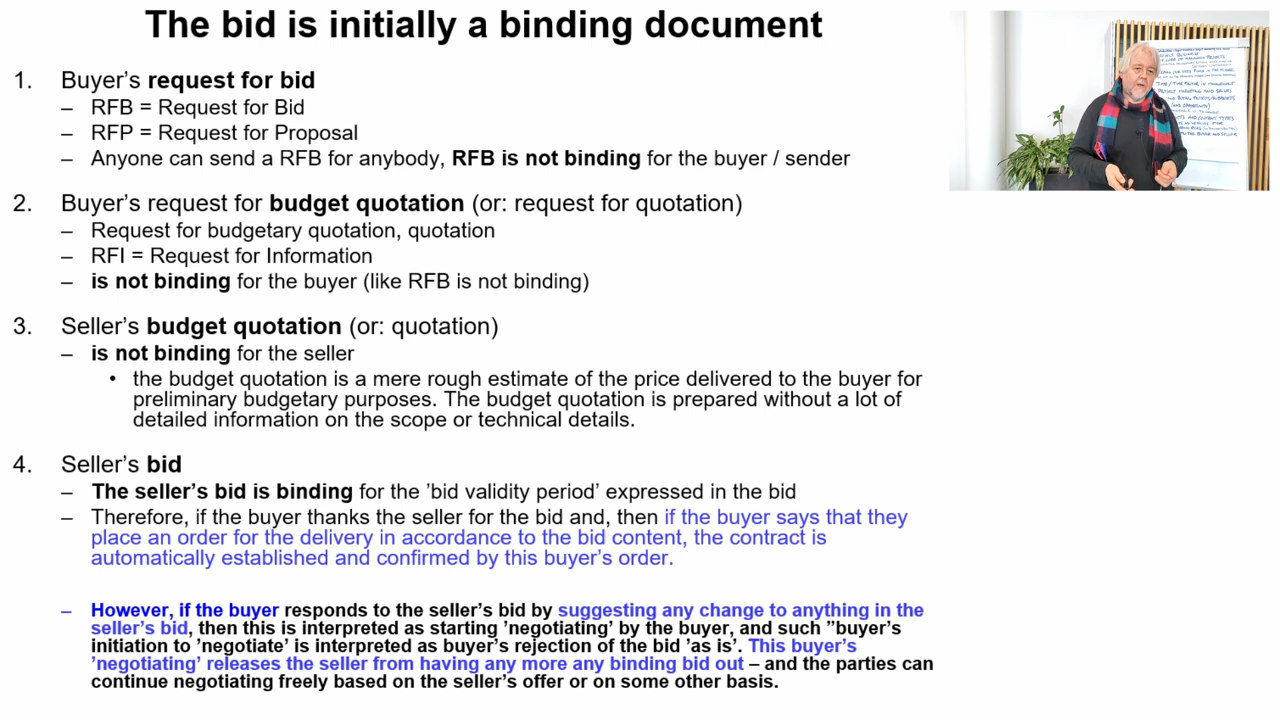 The bid is initially a binding document
1. Buyer's request for bid
– RFB = Request for Bid
– RFP = Request for Proposal
– Anyone can send a RFB for anybody, RFB is not binding for the buyer / sender
2. Buyer's request for budget quotation (or: request for quotation)
– Request for budgetary quotation, quotation
– RFI = Request for Information
– is not binding for the buyer (like RFB is not binding)
3. Seller's budget quotation (or: quotation)
– is not binding for the seller
• the budget quotation is a mere rough estimate of the price delivered to the buyer for
preliminary budgetary purposes. The budget quotation is prepared without a lot of
detailed information on the scope or technical details.
4. Seller's bid
– The seller's bid is binding for the 'bid validity period' expressed in the bid
– Therefore, if the buyer thanks the seller for the bid and, then if the buyer says that they
place an order for the delivery in accordance to the bid content, the contract is
automatically established and confirmed by this buyer's order.
– However, if the buyer responds to the seller's bid by suggesting any change to anything in the
seller's bid, then this is interpreted as starting 'negotiating' by the buyer, and such "buyer's
initiation to 'negotiate' is interpreted as buyer's rejection of the bid 'as is'. This buyer's
'negotiating' releases the seller from having any more any binding bid out – and the parties can
continue negotiating freely based on the seller's offer or on some other basis.